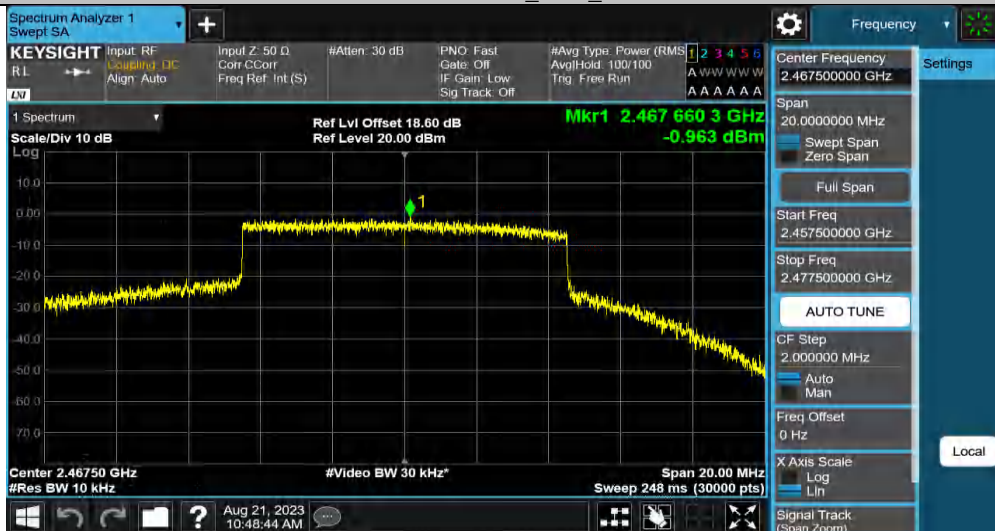 Spectrum Analyzer 1
Swept SA
+
Frequency
KEYSIGHT
RL
LXI
Input: RF
Coupling: DC
Align: Auto
Input Z: 50 Ω
Corr CCorr
Freq Ref: Int (S)
#Atten: 30 dB
PNO: Fast
Gate: Off
IF Gain: Low
Sig Track: Off
#Avg Type: Power (RMS
Avg|Hold: 100/100
Trig: Free Run
1 2 3 4 5 6
A W W W W W
A A A A A A
1 Spectrum
Scale/Div 10 dB
Ref Lvl Offset 18.60 dB
Ref Level 20.00 dBm
Mkr1 2.467 660 3 GHz
-0.963 dBm
Log
10.0
0.00
-10.0
-20.0
-30.0
-40.0
-50.0
-60.0
-70.0
1
Center 2.46750 GHz
#Res BW 10 kHz
#Video BW 30 kHz*
Span 20.00 MHz
Sweep 248 ms (30000 pts)
Center Frequency
2.467500000 GHz
Settings
Span
20.0000000 MHz
Swept Span
Zero Span
Full Span
Start Freq
2.457500000 GHz
Stop Freq
2.477500000 GHz
AUTO TUNE
CF Step
2.000000 MHz
Auto
Man
Freq Offset
0 Hz
Local
X Axis Scale
Log
Lin
Signal Track
(Span Zoom)
?
Aug 21, 2023
10:48:44 AM